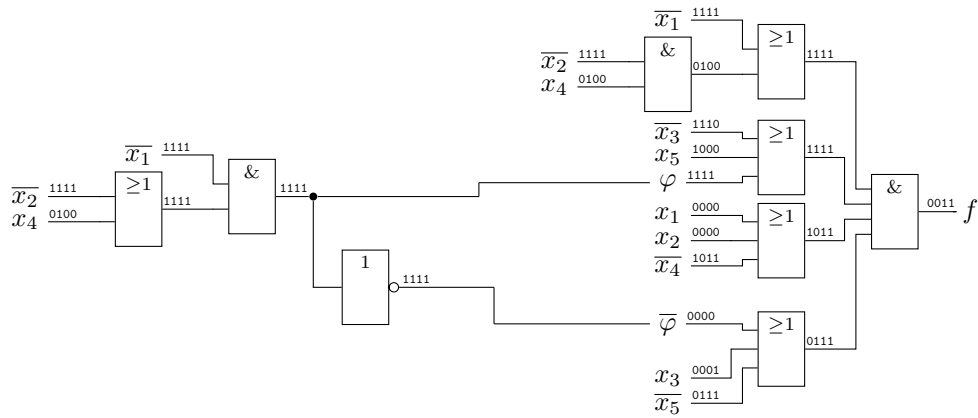 x̅₁ 1111 ≥1 1111
x̅₂ 1111 & 0100
x₄ 0100
x̅₃ 1110 ≥1 1111
x₅ 1000
φ 1111
x̅₁ 1111 & 1111
x̅₂ 1111 ≥1 1111
x₄ 0100
& 0011 f
x₁ 0000 ≥1 1011
x₂ 0000
x̅₄ 1011
1 1111
φ̅ 0000 ≥1 0111
x₃ 0001
x̅₅ 0111